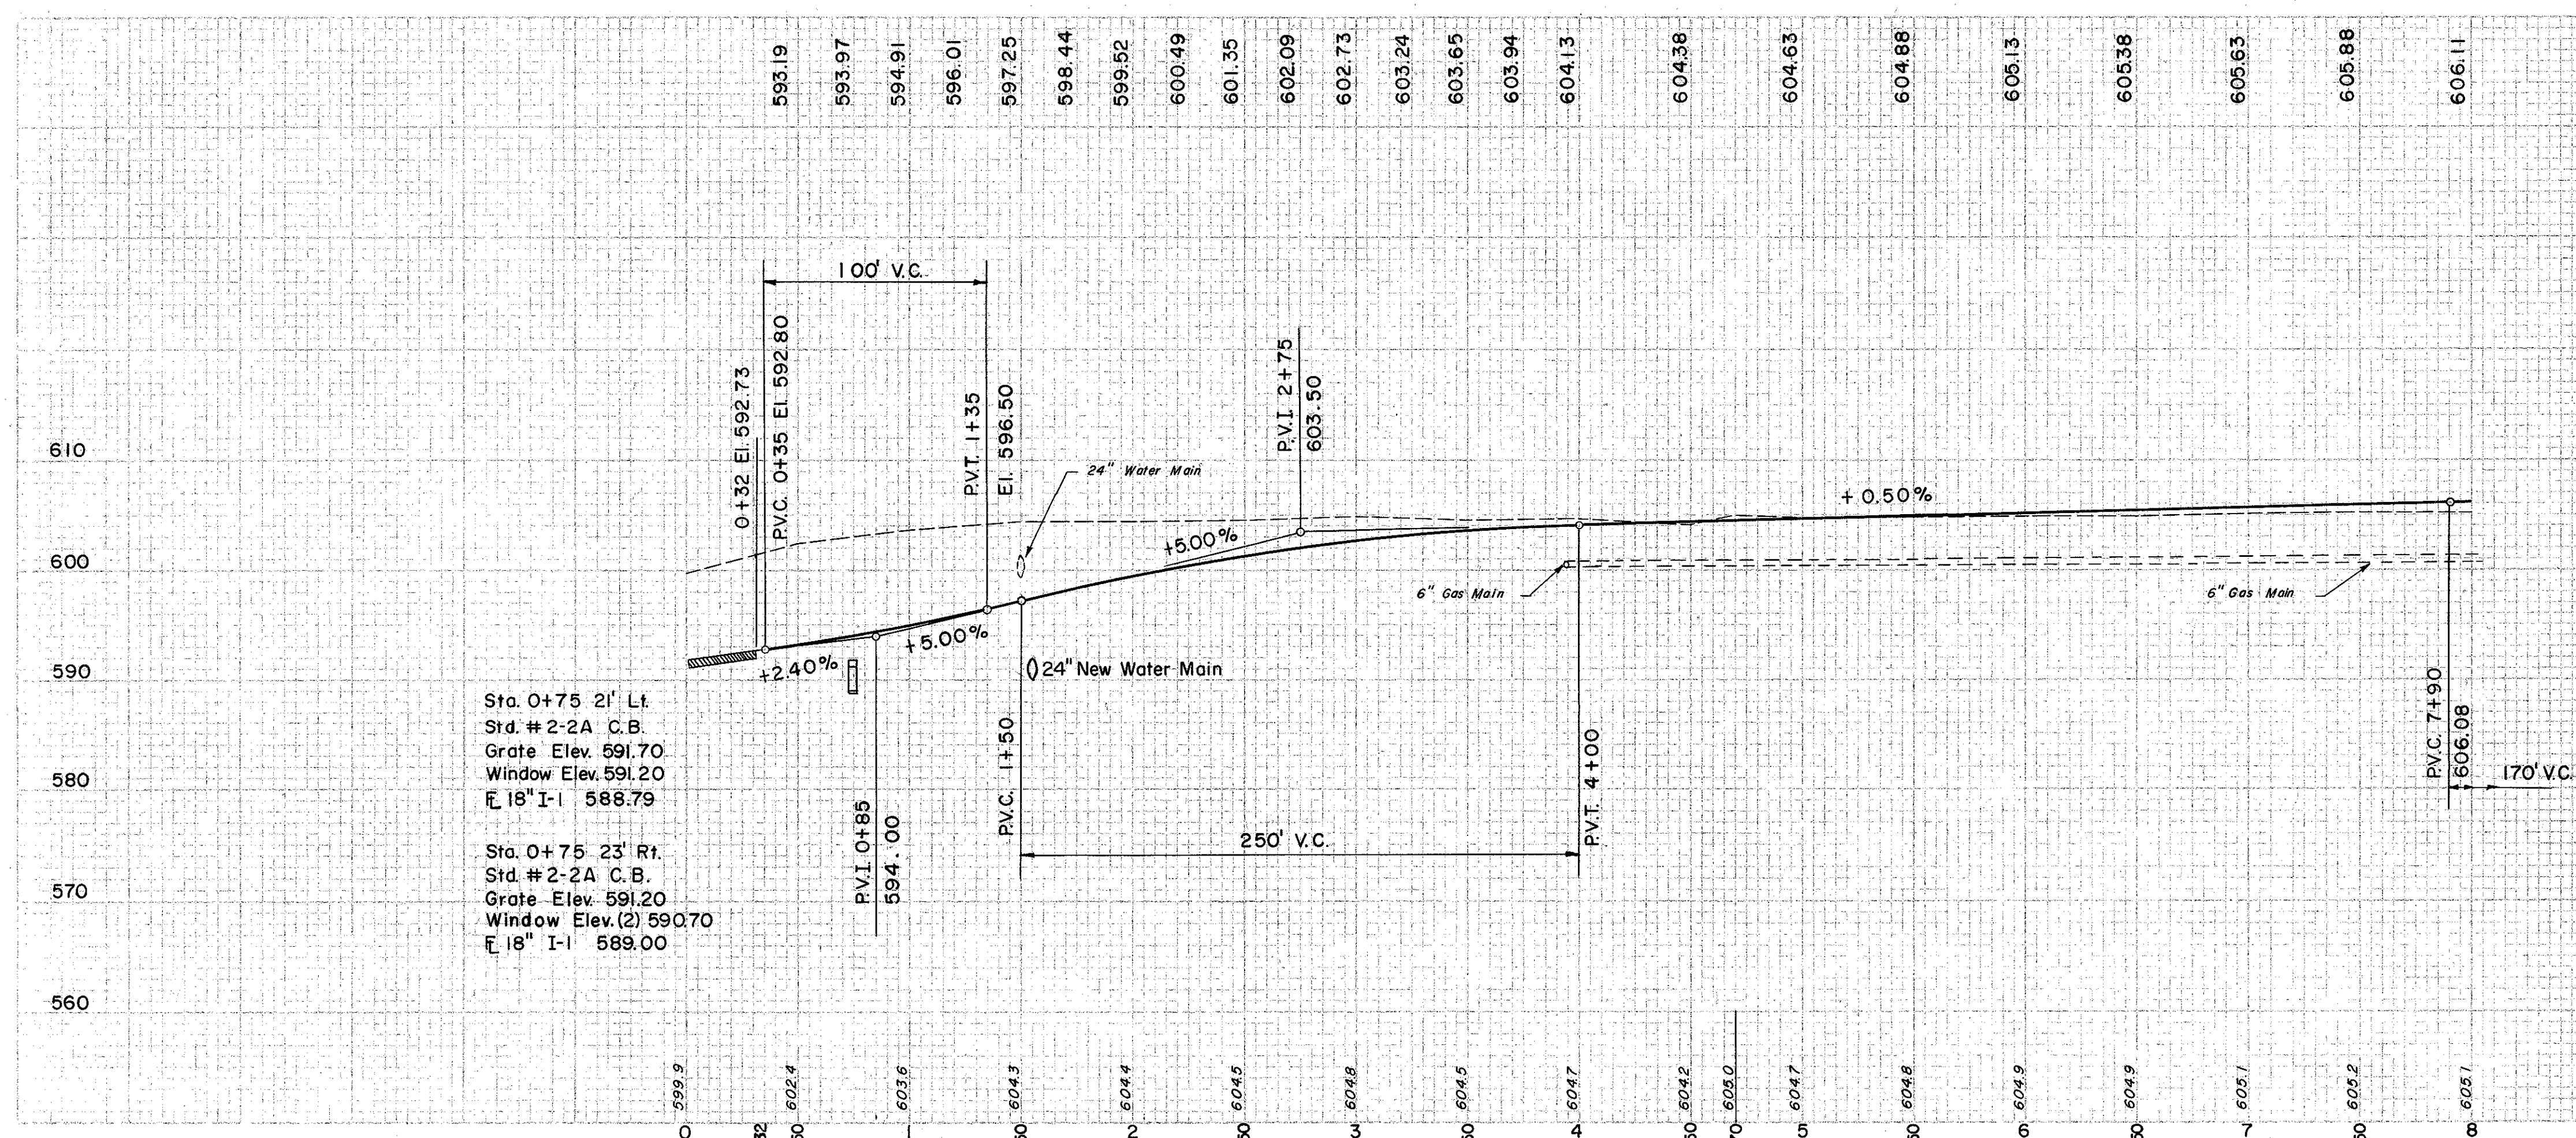 593.19 593.97 594.91 596.01 597.25 598.44 599.52 600.49 601.35 602.09 602.73 603.24 603.65 603.94 604.13 604.38 604.63 604.88 605.13 605.38 605.63 605.88 606.11
100' V.C.
0+32 El. 592.73
P.V.C. 0+35 El. 592.80
P.V.T. 1+35
El. 596.50
P.V.I. 2+75
603.50
24" Water Main
610
600
590
580
570
560
+5.00%
+ 0.50%
6" Gas Main
6" Gas Main
+5.00%
+2.40%
24" New Water Main
Sta. 0+75 21' Lt.
Std. #2-2A C.B.
Grate Elev. 591.70
Window Elev. 591.20
FL 18" I-1 588.79
Sta. 0+75 23' Rt.
Std. #2-2A C.B.
Grate Elev. 591.20
Window Elev.(2) 590.70
FL 18" I-1 589.00
P.V.I. 0+85
594.00
P.V.C. 1+50
250' V.C.
P.V.T. 4+00
P.V.C. 7+90
606.08
170' V.C.
599.9 602.4 603.6 604.3 604.4 604.5 604.8 604.5 604.7 604.2 605.0 604.7 604.8 604.9 604.9 605.1 605.2 605.1
0 32 50 1 50 2 50 3 50 4 50 70 5 50 6 50 7 50 8